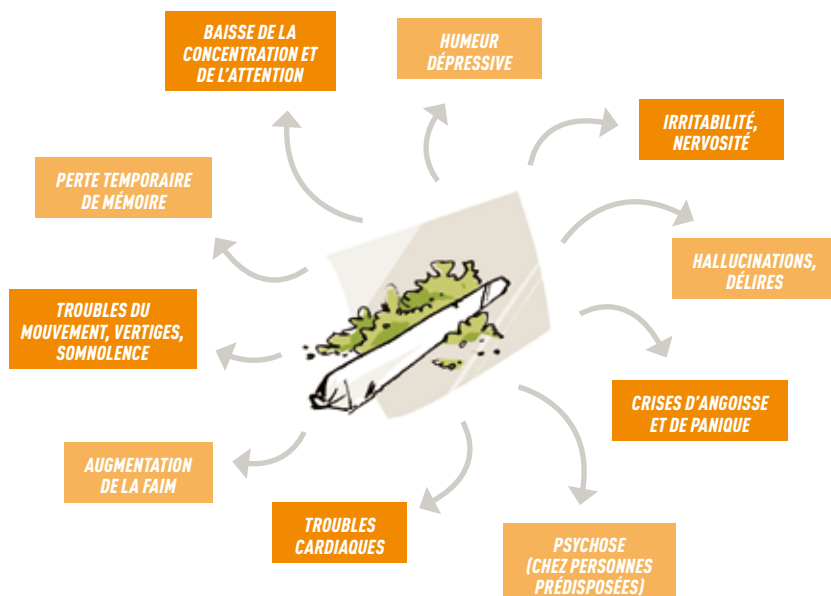 BAISSE DE LA
CONCENTRATION ET
DE L'ATTENTION
HUMEUR
DÉPRESSIVE
IRRITABILITÉ,
NERVOSITÉ
PERTE TEMPORAIRE
DE MÉMOIRE
HALLUCINATIONS,
DÉLIRES
TROUBLES DU
MOUVEMENT, VERTIGES,
SOMNOLENCE
CRISES D'ANGOISSE
ET DE PANIQUE
AUGMENTATION
DE LA FAIM
TROUBLES
CARDIAQUES
PSYCHOSE
(CHEZ PERSONNES
PRÉDISPOSÉES)